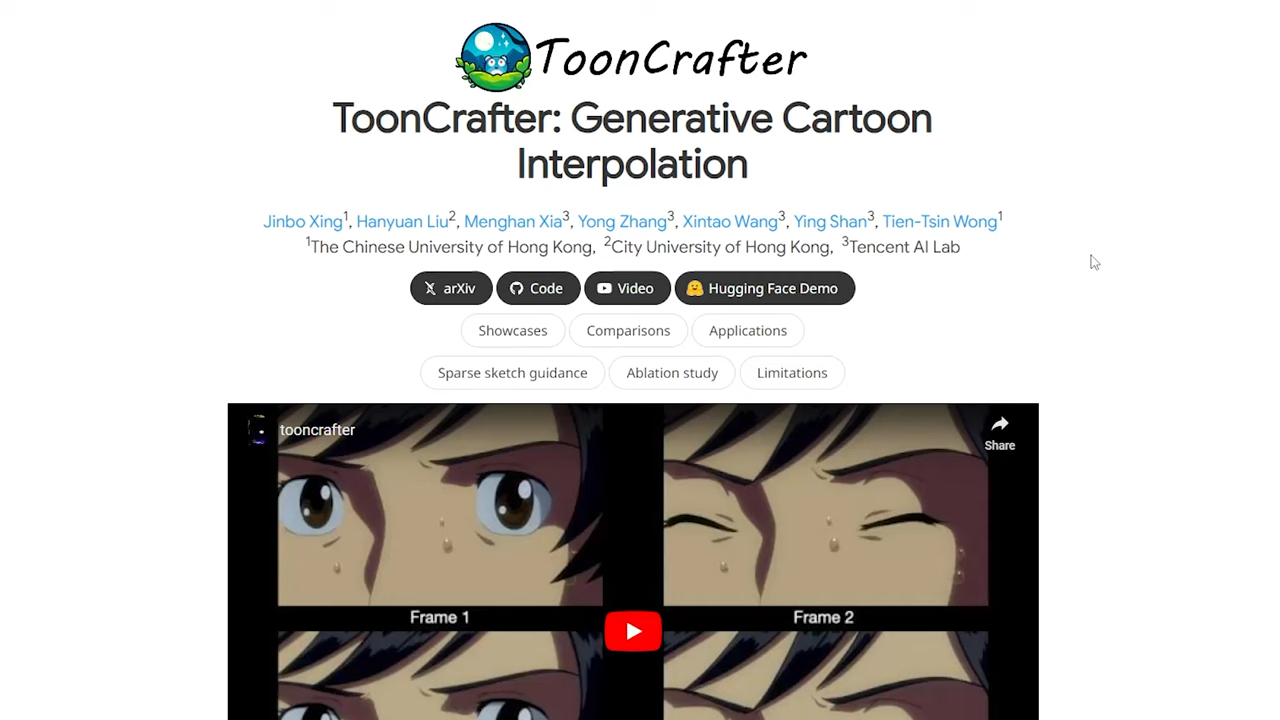 ToonCrafter
ToonCrafter: Generative Cartoon
Interpolation
Jinbo Xing1, Hanyuan Liu2, Menghan Xia3, Yong Zhang3, Xintao Wang3, Ying Shan3, Tien-Tsin Wong1
1The Chinese University of Hong Kong, 2City University of Hong Kong, 3Tencent AI Lab
arXiv Code Video Hugging Face Demo
Showcases Comparisons Applications
Sparse sketch guidance Ablation study Limitations
tooncrafter
Share
Frame 1 Frame 2